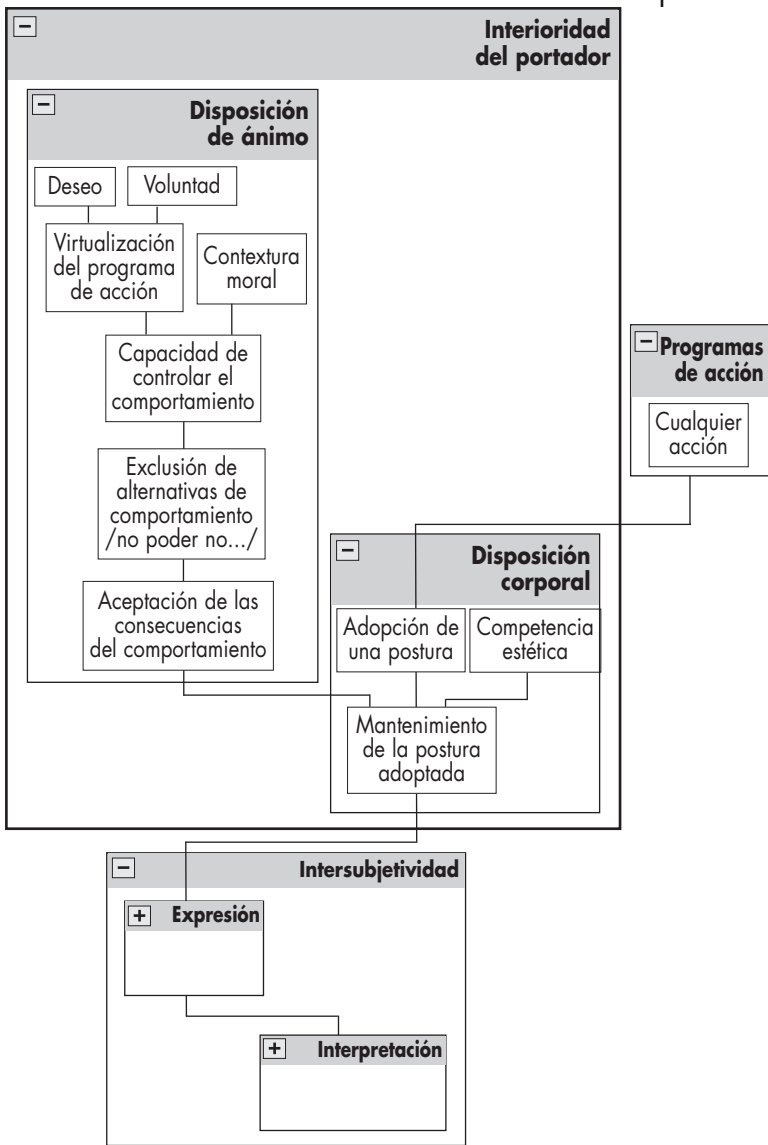 −
Interioridad
del portador
−
Disposición
de ánimo
Deseo
Voluntad
Virtualización
del programa
de acción
Contextura
moral
Capacidad de
controlar el
comportamiento
Exclusión de
alternativas de
comportamiento
/no poder no.../
Aceptación de las
consecuencias
del comportamiento
−
Programas
de acción
Cualquier
acción
−
Disposición
corporal
Adopción de
una postura
Competencia
estética
Mantenimiento
de la postura
adoptada
−
Intersubjetividad
+
Expresión
+
Interpretación